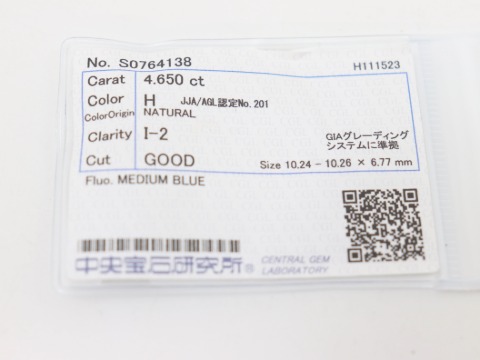 No. S0764138 H111523
Carat 4.650 ct
Color H JJA/AGL認定No.201
ColorOrigin NATURAL
Clarity I-2 GIAグレーディング
システムに準拠
Cut GOOD Size 10.24 - 10.26 × 6.77 mm
Fluo. MEDIUM BLUE
中央宝石研究所® CENTRAL GEM
LABORATORY